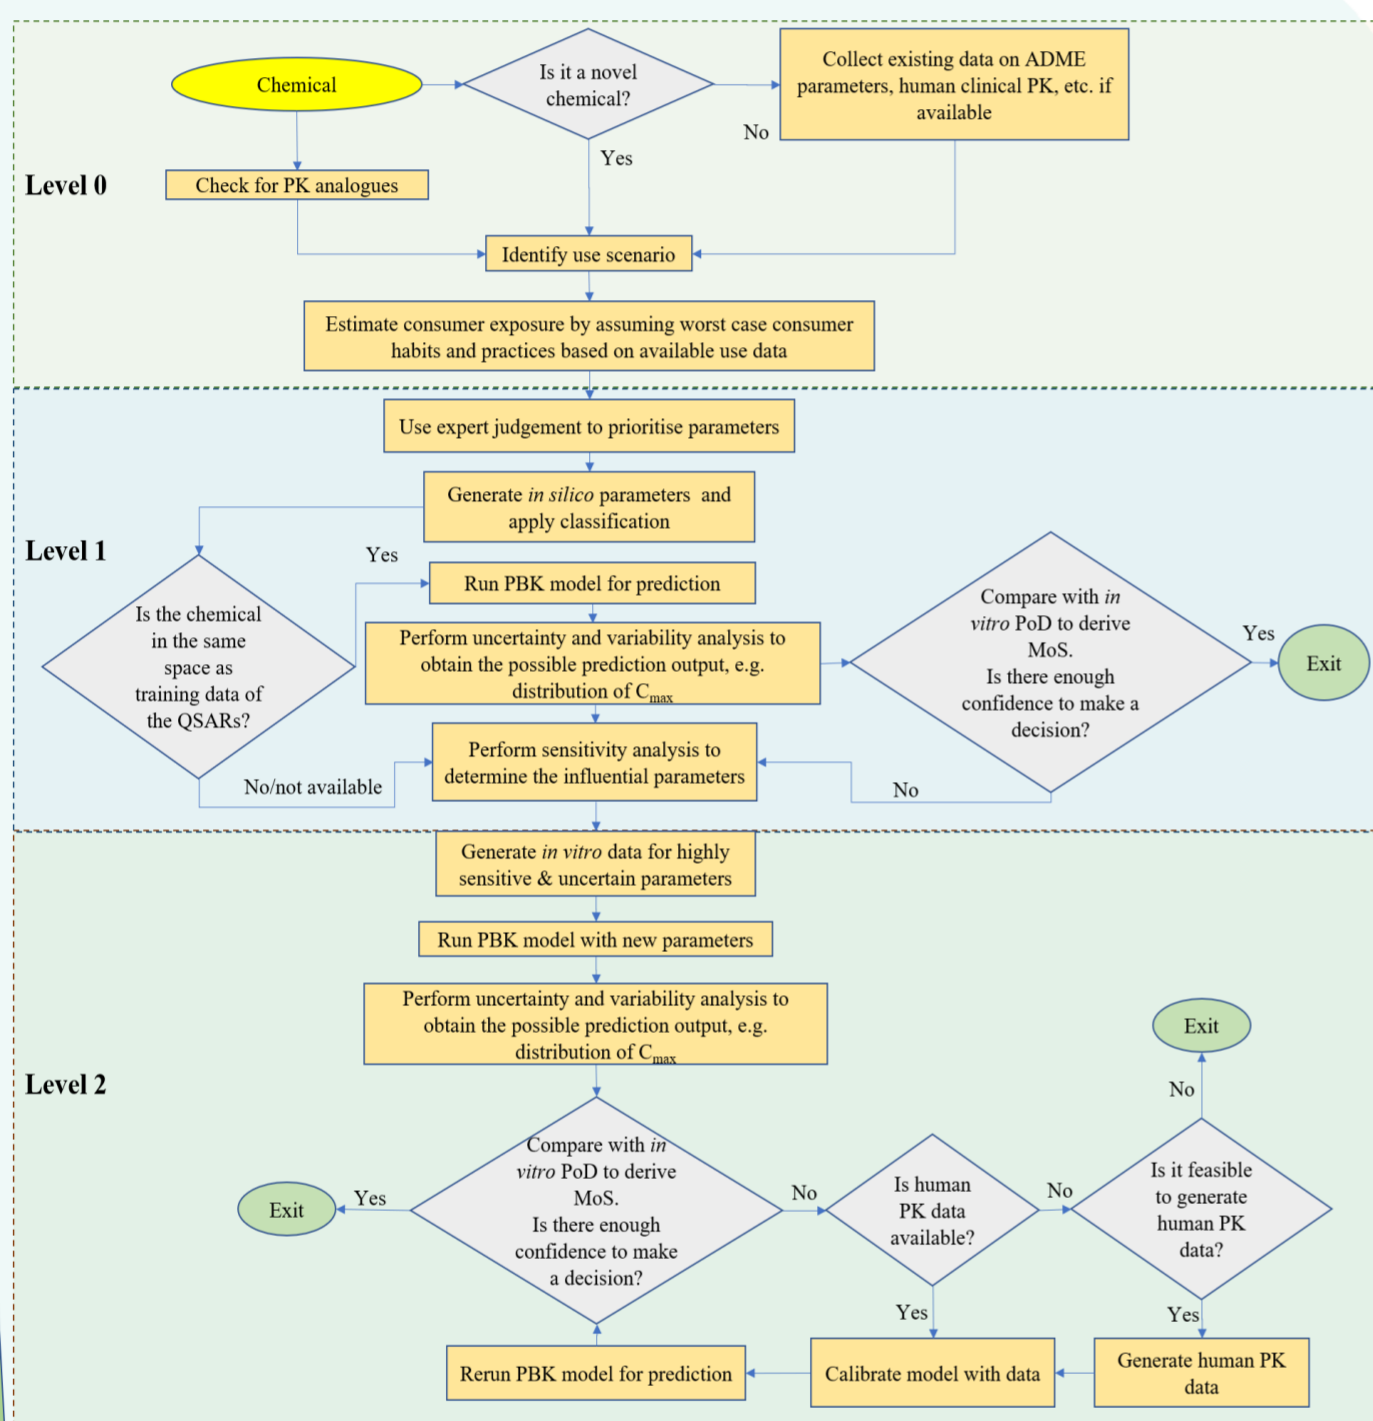 Chemical
Is it a novel
chemical?
Collect existing data on ADME
parameters, human clinical PK, etc. if
available
No
Yes
Level 0
Check for PK analogues
Identify use scenario
Estimate consumer exposure by assuming worst case consumer
habits and practices based on available use data
Use expert judgement to prioritise parameters
Generate in silico parameters and
apply classification
Level 1
Yes
Run PBK model for prediction
Is the chemical
in the same
space as
training data of
the QSARs?
Perform uncertainty and variability analysis to
obtain the possible prediction output, e.g.
distribution of Cmax
Compare with in
vitro PoD to derive
MoS.
Is there enough
confidence to make a
decision?
Yes
Exit
Perform sensitivity analysis to
determine the influential parameters
No/not available
No
Generate in vitro data for highly
sensitive & uncertain parameters
Run PBK model with new parameters
Perform uncertainty and variability analysis to
obtain the possible prediction output, e.g.
distribution of Cmax
Level 2
Exit
No
Compare with in
vitro PoD to derive
MoS.
Is there enough
confidence to make
a decision?
Yes
Exit
No
Is human
PK data
available?
No
Is it feasible
to generate
human PK
data?
Yes
Yes
Rerun PBK model for prediction
Calibrate model with data
Generate human PK
data